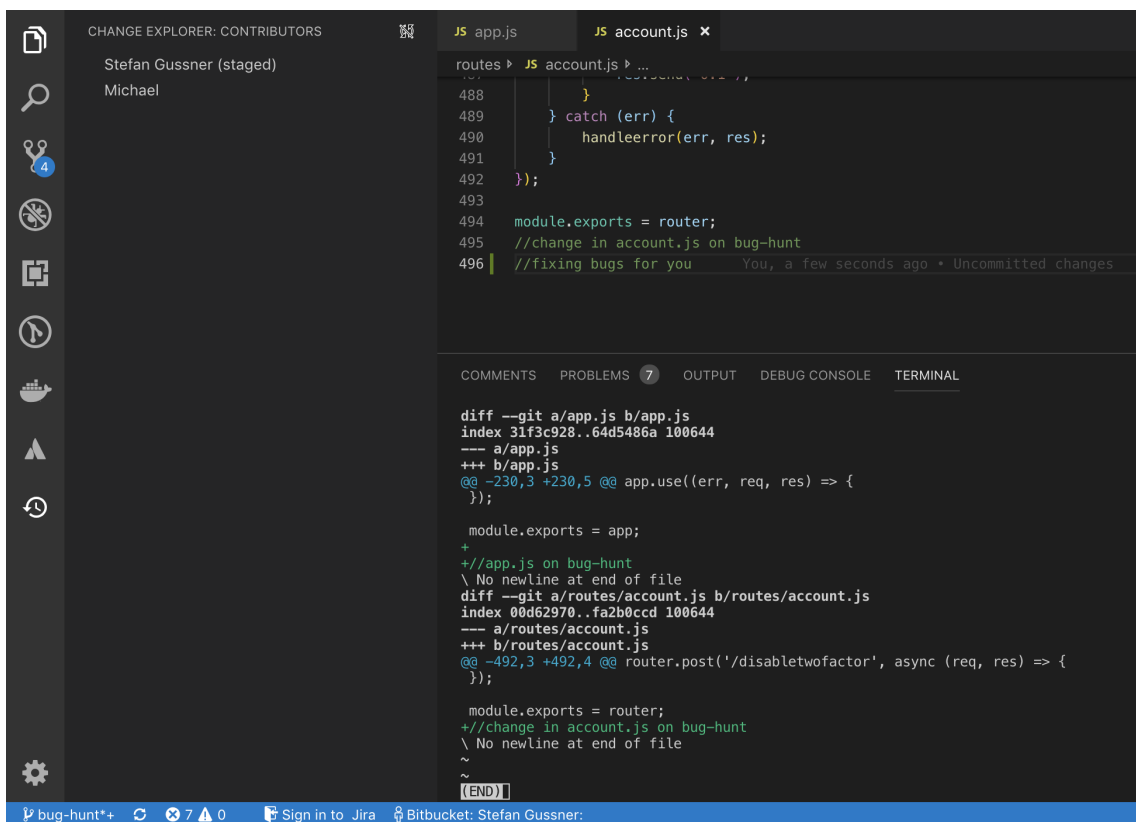 CHANGE EXPLORER: CONTRIBUTORS
Stefan Gussner (staged)
Michael
4
JS app.js
JS account.js ×
routes JS account.js ...
488 }
489 } catch (err) {
490 handleerror(err, res);
491 }
492 });
493
494 module.exports = router;
495 //change in account.js on bug-hunt
496 //fixing bugs for you You, a few seconds ago • Uncommitted changes
COMMENTS PROBLEMS 7 OUTPUT DEBUG CONSOLE TERMINAL
diff --git a/app.js b/app.js
index 31f3c928..64d5486a 100644
--- a/app.js
+++ b/app.js
@@ -230,3 +230,5 @@ app.use((err, req, res) => {
});
module.exports = app;
+
+//app.js on bug-hunt
\ No newline at end of file
diff --git a/routes/account.js b/routes/account.js
index 00d62970..fa2b0ccd 100644
--- a/routes/account.js
+++ b/routes/account.js
@@ -492,3 +492,4 @@ router.post('/disabletwofactor', async (req, res) => {
});
module.exports = router;
+//change in account.js on bug-hunt
\ No newline at end of file
~
~
(END)
bug-hunt*+ 7 0 Sign in to Jira Bitbucket: Stefan Gussner: